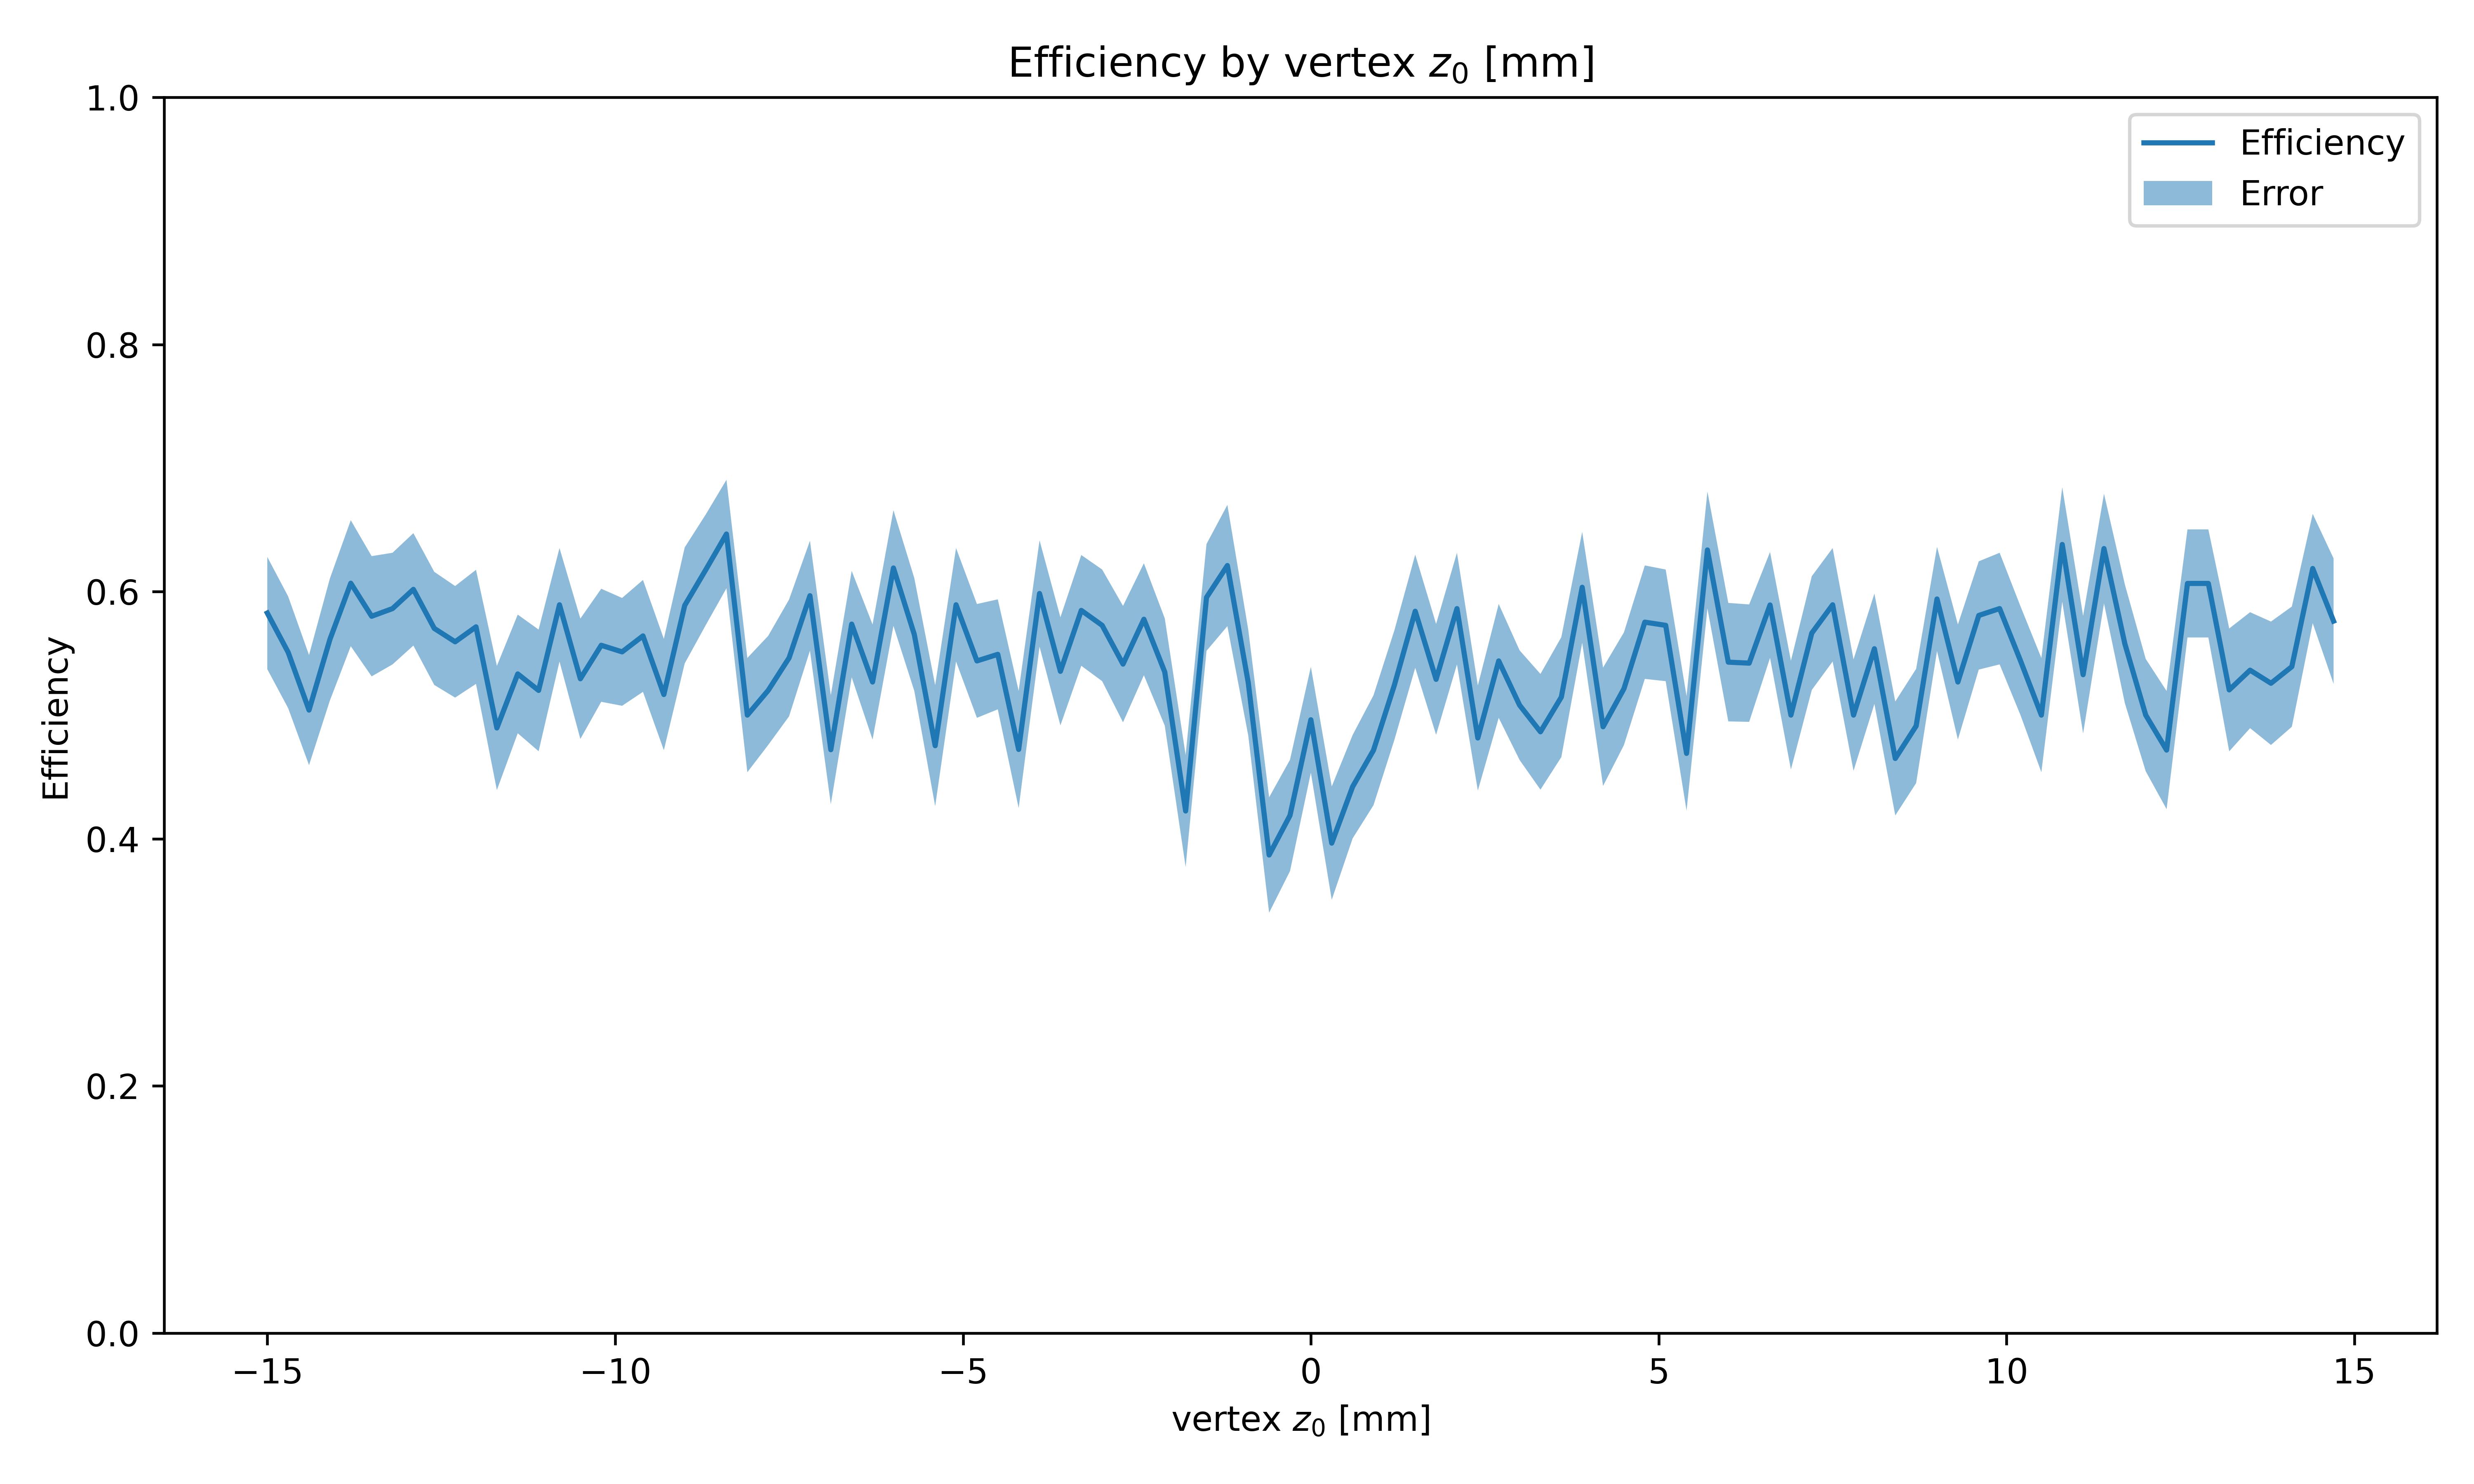 Efficiency by vertex z₀ [mm]
Efficiency
Error
Efficiency
1.0
0.8
0.6
0.4
0.2
0.0
−15 −10 −5 0 5 10 15
vertex z₀ [mm]